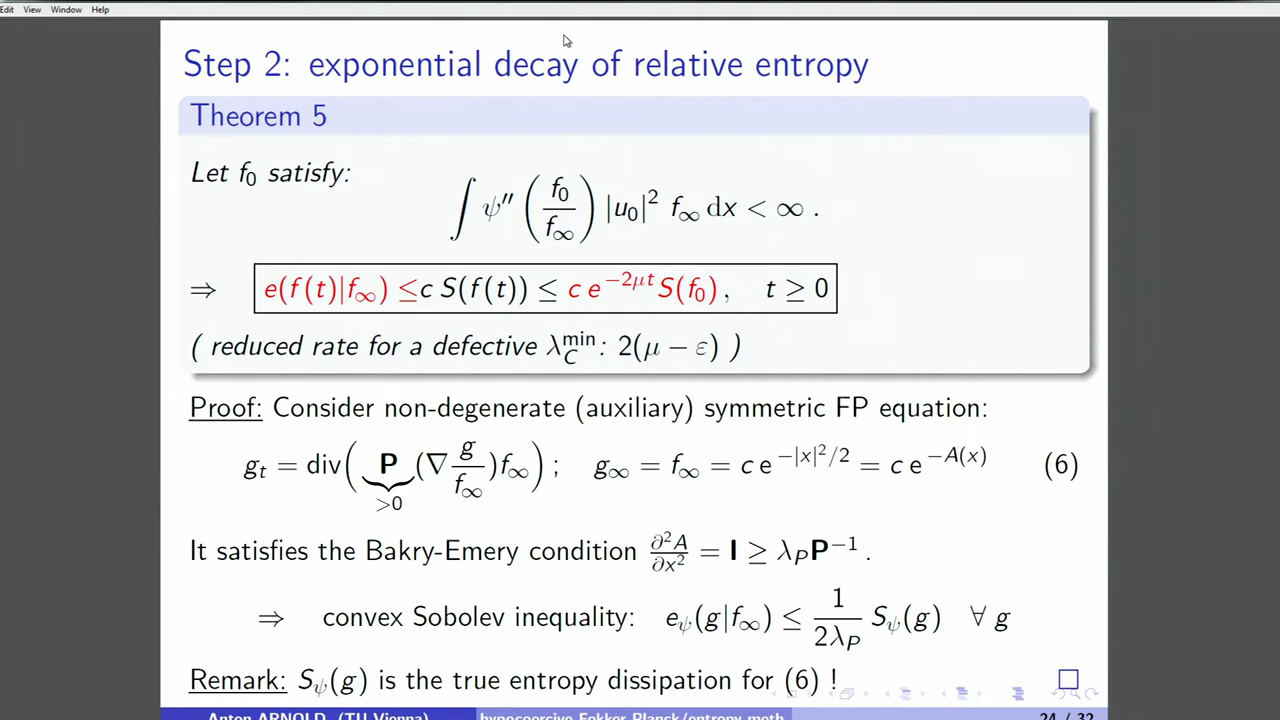 Edit View Window Help
Step 2: exponential decay of relative entropy
Theorem 5
Let f₀ satisfy:
∫ ψ′′ (f₀/f∞) |u₀|² f∞ dx < ∞ .
⇒ e(f(t)|f∞) ≤c S(f(t)) ≤ c e^{−2μt} S(f₀) , t ≥ 0
( reduced rate for a defective λ_C^{min}: 2(μ − ε) )
Proof: Consider non-degenerate (auxiliary) symmetric FP equation:
g_t = div( P (∇ g/f∞)f∞ ) ; g∞ = f∞ = c e^{−|x|²/2} = c e^{−A(x)} (6)
>0
It satisfies the Bakry-Emery condition ∂²A/∂x² = I ≥ λ_P P⁻¹ .
⇒ convex Sobolev inequality: e_ψ(g|f∞) ≤ 1/(2λ_P) S_ψ(g) ∀ g
Remark: S_ψ(g) is the true entropy dissipation for (6) !
Anton ARNOLD (TU Vienna) hypocoercive Fokker Planck/entropy meth 24 / 32